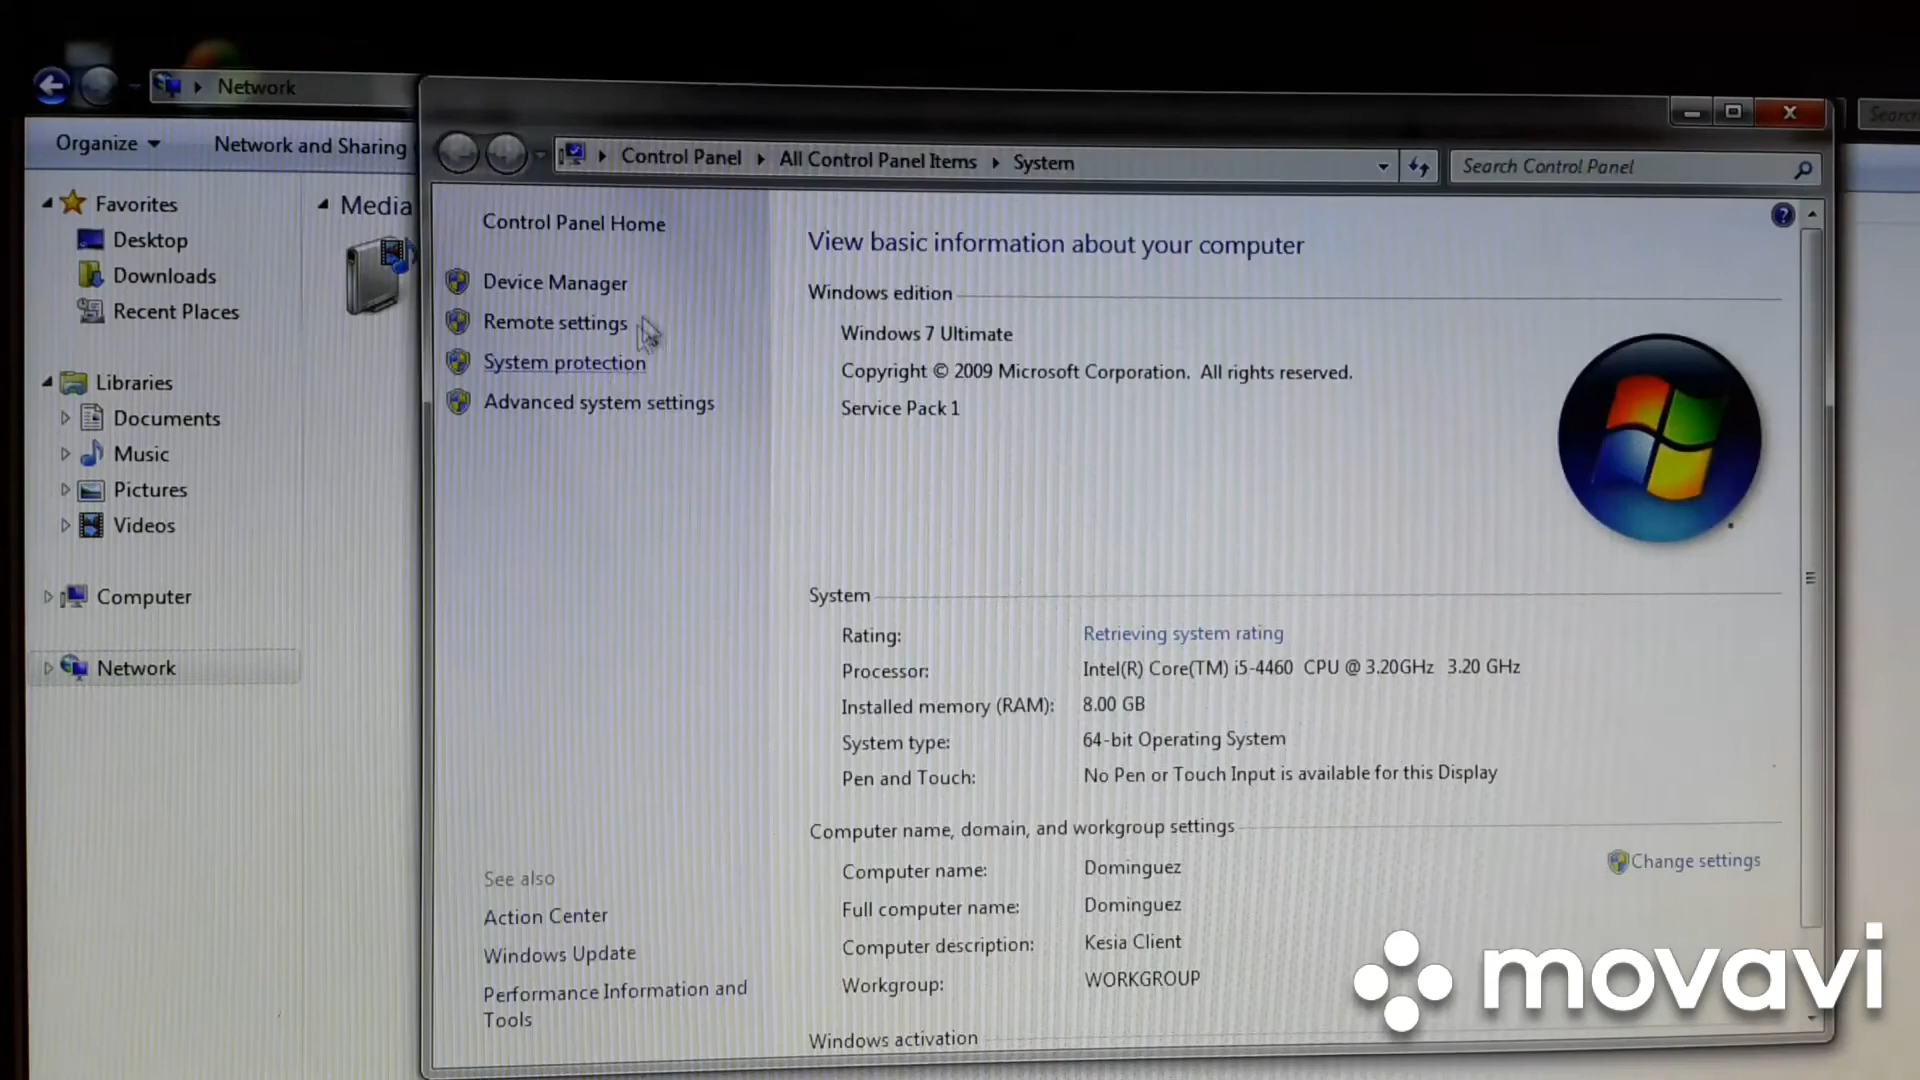 Network
Organize
Network and Sharing
Search
Favorites
Desktop
Downloads
Recent Places
Libraries
Documents
Music
Pictures
Videos
Computer
Network
Media
Control Panel All Control Panel Items System
Search Control Panel
Control Panel Home
Device Manager
Remote settings
System protection
Advanced system settings
See also
Action Center
Windows Update
Performance Information and
Tools
View basic information about your computer
Windows edition
Windows 7 Ultimate
Copyright © 2009 Microsoft Corporation. All rights reserved.
Service Pack 1
System
Rating: Retrieving system rating
Processor: Intel(R) Core(TM) i5-4460 CPU @ 3.20GHz 3.20 GHz
Installed memory (RAM): 8.00 GB
System type: 64-bit Operating System
Pen and Touch: No Pen or Touch Input is available for this Display
Computer name, domain, and workgroup settings
Computer name: Dominguez
Change settings
Full computer name: Dominguez
Computer description: Kesia Client
Workgroup: WORKGROUP
Windows activation
movavi